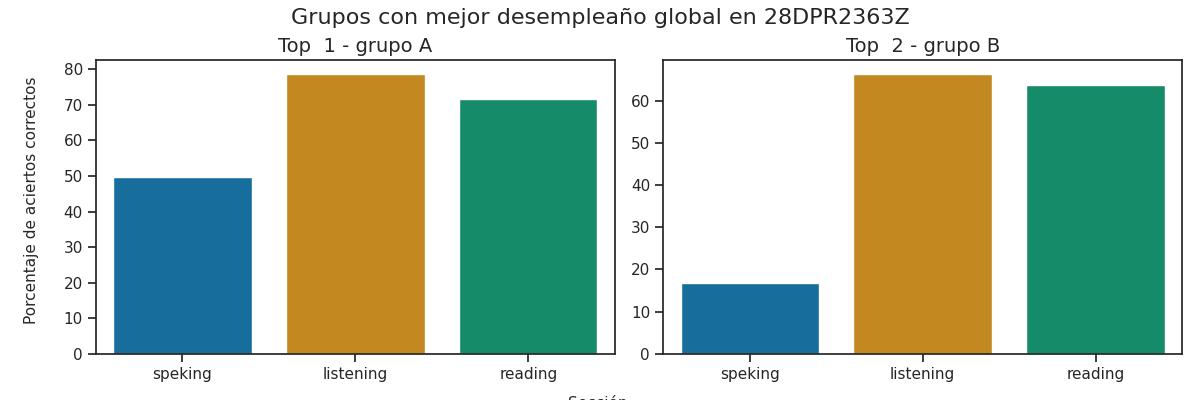 Grupos con mejor desempleaño global en 28DPR2363Z
Top  1 - grupo A
Top  2 - grupo B
Porcentaje de aciertos correctos
80
70
60
50
40
30
20
10
0
speking
listening
reading
60
50
40
30
20
10
0
speking
listening
reading
Sección